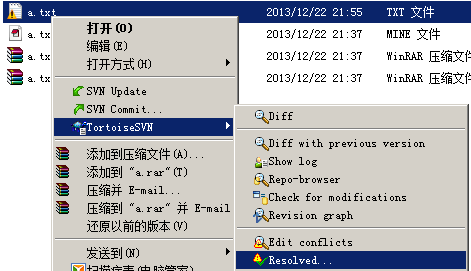 a.txt 2013/12/22 21:55 TXT 文件
a.tx 2013/12/22 21:37 MINE 文件
a.tx 2013/12/22 21:37 WinRAR 压缩文件
a.tx 2013/12/22 21:37 WinRAR 压缩文件
打开(O)
编辑(E)
打开方式(H)
SVN Update
SVN Commit...
TortoiseSVN
添加到压缩文件(A)...
添加到 "a.rar"(T)
压缩并 E-mail...
压缩到 "a.rar" 并 E-mail
还原以前的版本(V)
发送到(N)
扫描病毒(电脑管家)
Diff
Diff with previous version
Show log
Repo-browser
Check for modifications
Revision graph
Edit conflicts
Resolved...